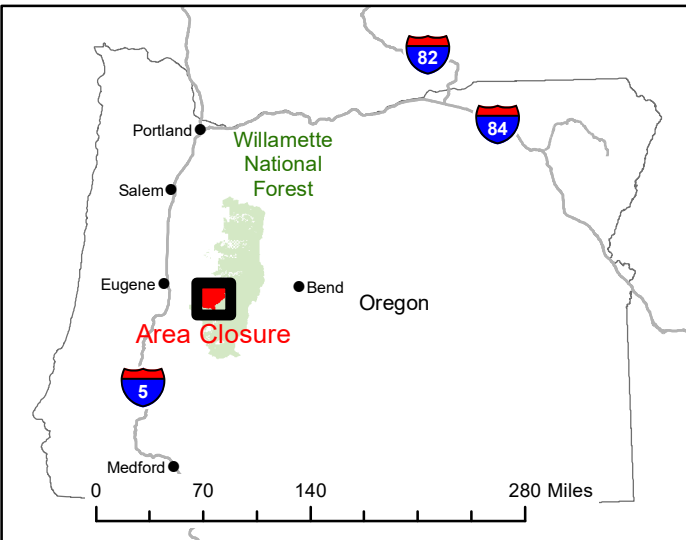 82
84
Portland
Willamette
National
Forest
Salem
Eugene
Bend
Oregon
Area Closure
5
Medford
0 70 140 280 Miles